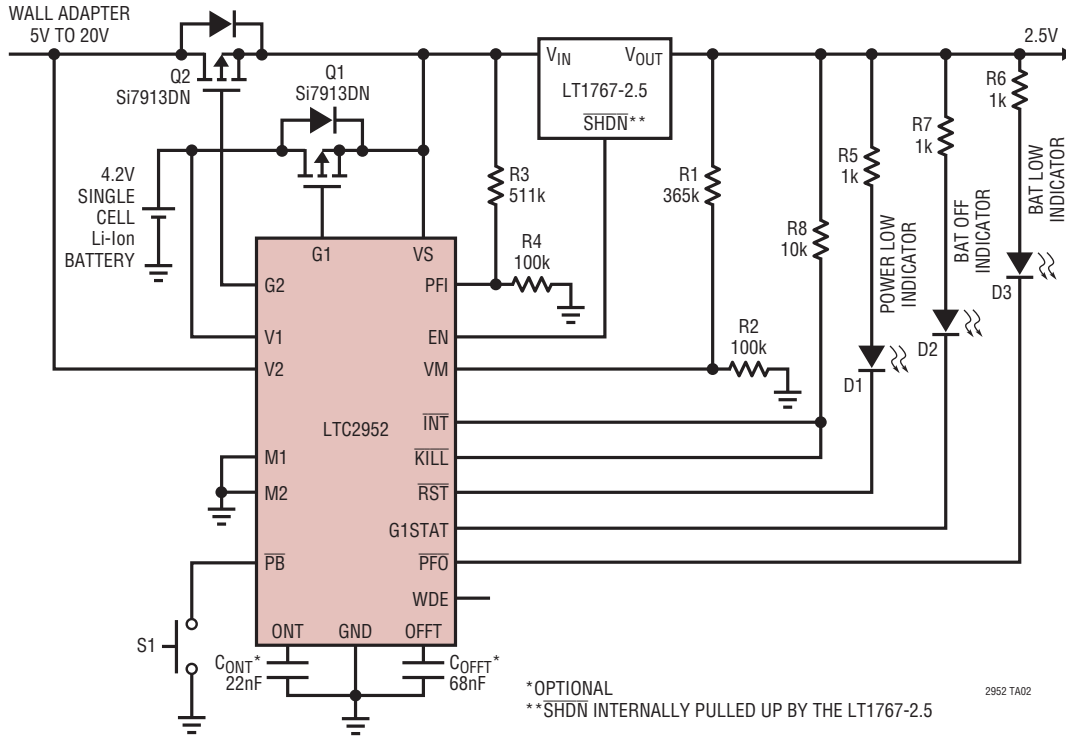 WALL ADAPTER
5V TO 20V
Q2
Si7913DN
Q1
Si7913DN
VIN
VOUT
LT1767-2.5
SHDN**
2.5V
4.2V
SINGLE
CELL
Li-Ion
BATTERY
R3
511k
R4
100k
R1
365k
R2
100k
R8
10k
R5
1k
R7
1k
R6
1k
POWER LOW
INDICATOR
BAT OFF
INDICATOR
BAT LOW
INDICATOR
D1
D2
D3
G1
VS
G2
V1
V2
M1
M2
PB
PFI
EN
VM
INT
KILL
RST
G1STAT
PFO
WDE
LTC2952
ONT
GND
OFFT
S1
CONT*
22nF
COFFT*
68nF
*OPTIONAL
**SHDN INTERNALLY PULLED UP BY THE LT1767-2.5
2952 TA02